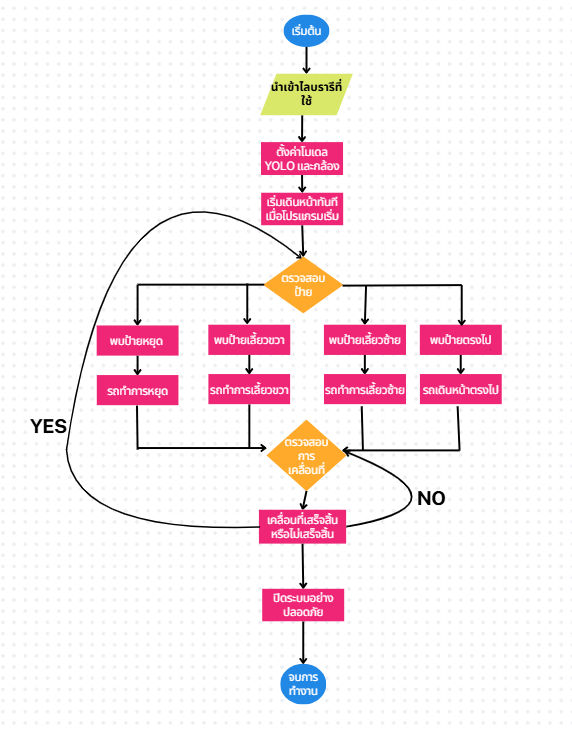 เริ่มต้น
นำเข้าไลบรารีที่
ใช้
ตั้งค่าโมเดล
YOLO และกล้อง
เริ่มเดินหน้าทันที
เมื่อโปรแกรมเริ่ม
ตรวจสอบ
ป้าย
พบป้ายหยุด
พบป้ายเลี้ยวขวา
พบป้ายเลี้ยวซ้าย
พบป้ายตรงไป
รถทำการหยุด
รถทำการเลี้ยวขวา
รถทำการเลี้ยวซ้าย
รถเดินหน้าตรงไป
YES
ตรวจสอบ
การ
เคลื่อนที่
NO
เคลื่อนที่เสร็จสิ้น
หรือไม่เสร็จสิ้น
ปิดระบบอย่าง
ปลอดภัย
จบการ
ทำงาน